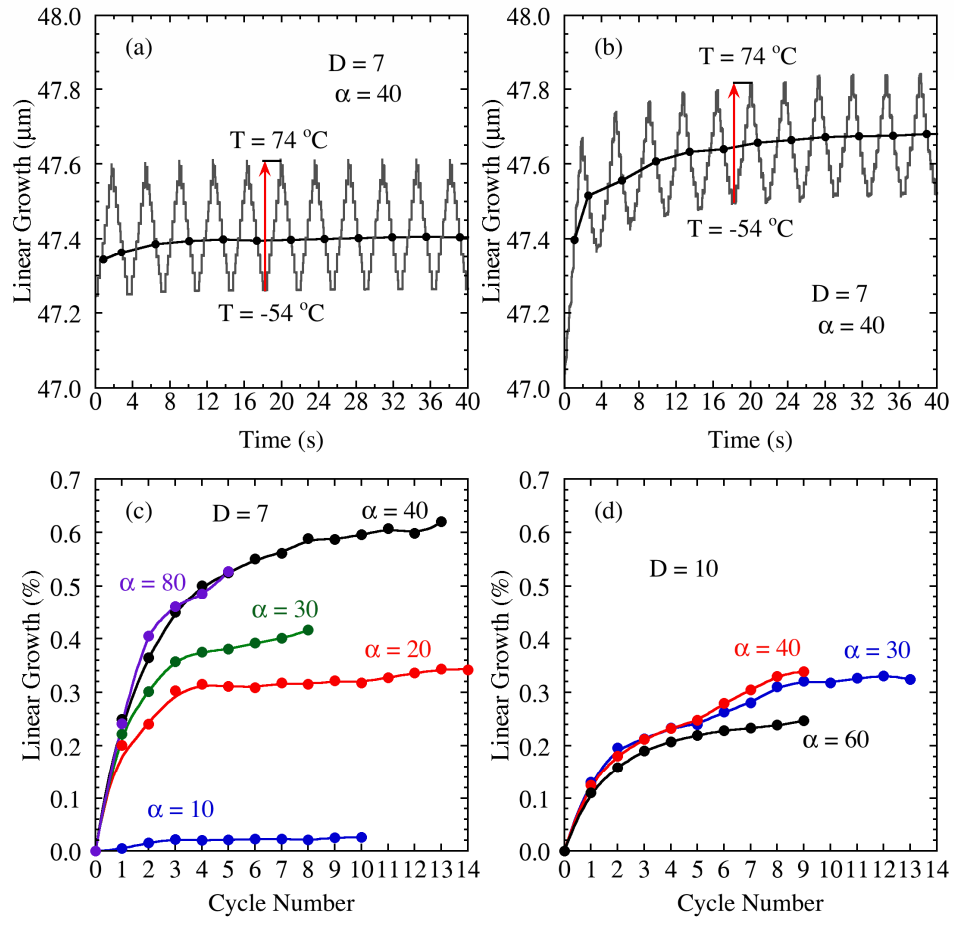 (a)
D = 7
α = 40
T = 74 °C
T = -54 °C
48.0
47.8
47.6
47.4
47.2
47.0
Linear Growth (μm)
0 4 8 12 16 20 24 28 32 36 40
Time (s)
(b)
T = 74 °C
T = -54 °C
D = 7
α = 40
48.0
47.8
47.6
47.4
47.2
47.0
Linear Growth (μm)
0 4 8 12 16 20 24 28 32 36 40
Time (s)
(c)
D = 7
α = 40
α = 80
α = 30
α = 20
α = 10
0.7
0.6
0.5
0.4
0.3
0.2
0.1
0.0
Linear Growth (%)
0 1 2 3 4 5 6 7 8 9 10 11 12 13 14
Cycle Number
(d)
D = 10
α = 40
α = 30
α = 60
0.7
0.6
0.5
0.4
0.3
0.2
0.1
0.0
Linear Growth (%)
0 1 2 3 4 5 6 7 8 9 10 11 12 13 14
Cycle Number